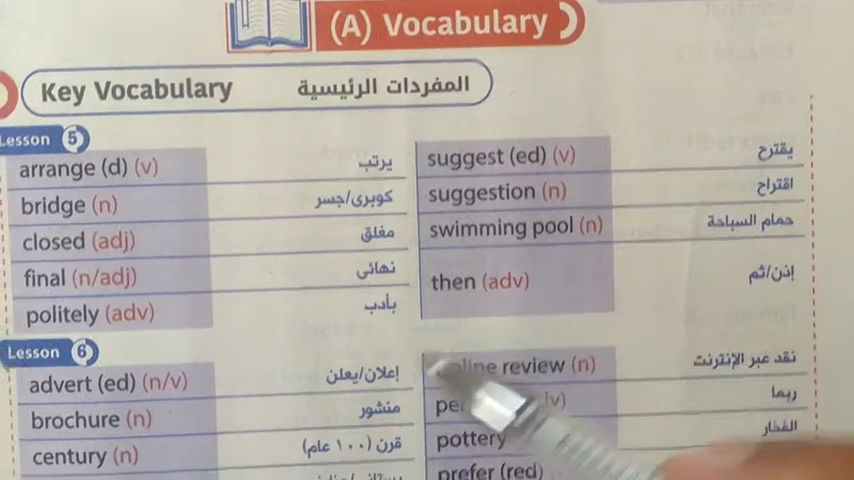 (A) Vocabulary
Key Vocabulary المفردات الرئيسية
Lesson 5
arrange (d) (v) يرتب
bridge (n) كوبرى/جسر
closed (adj) مغلق
final (n/adj) نهائى
politely (adv) بأدب
suggest (ed) (v) يقترح
suggestion (n) اقتراح
swimming pool (n) حمام السباحة
then (adv) إذن/ثم
Lesson 6
advert (ed) (n/v) إعلان/يعلن
brochure (n) منشور
century (n) قرن (١٠٠ عام)
review (n) نقد عبر الإنترنت
ربما
pottery الفخار
prefer (red)